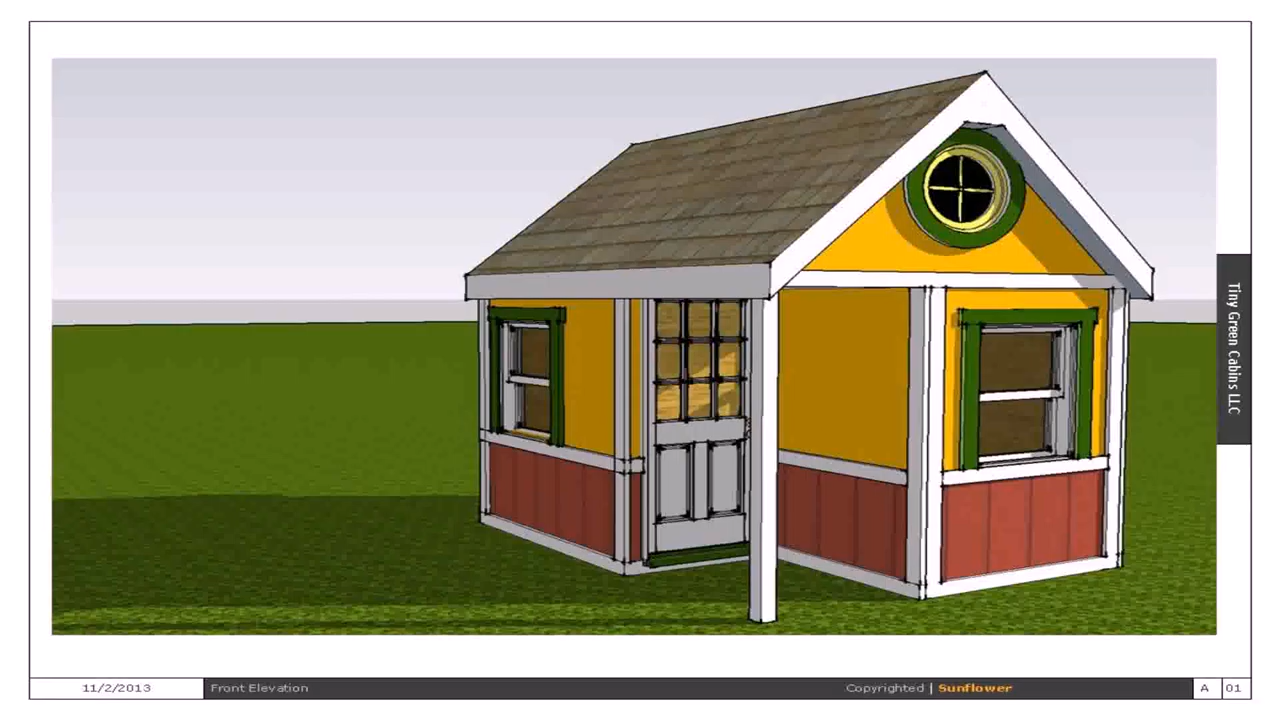 Tiny Green Cabins LLC
11/2/2013
Front Elevation
Copyrighted | Sunflower
A
01